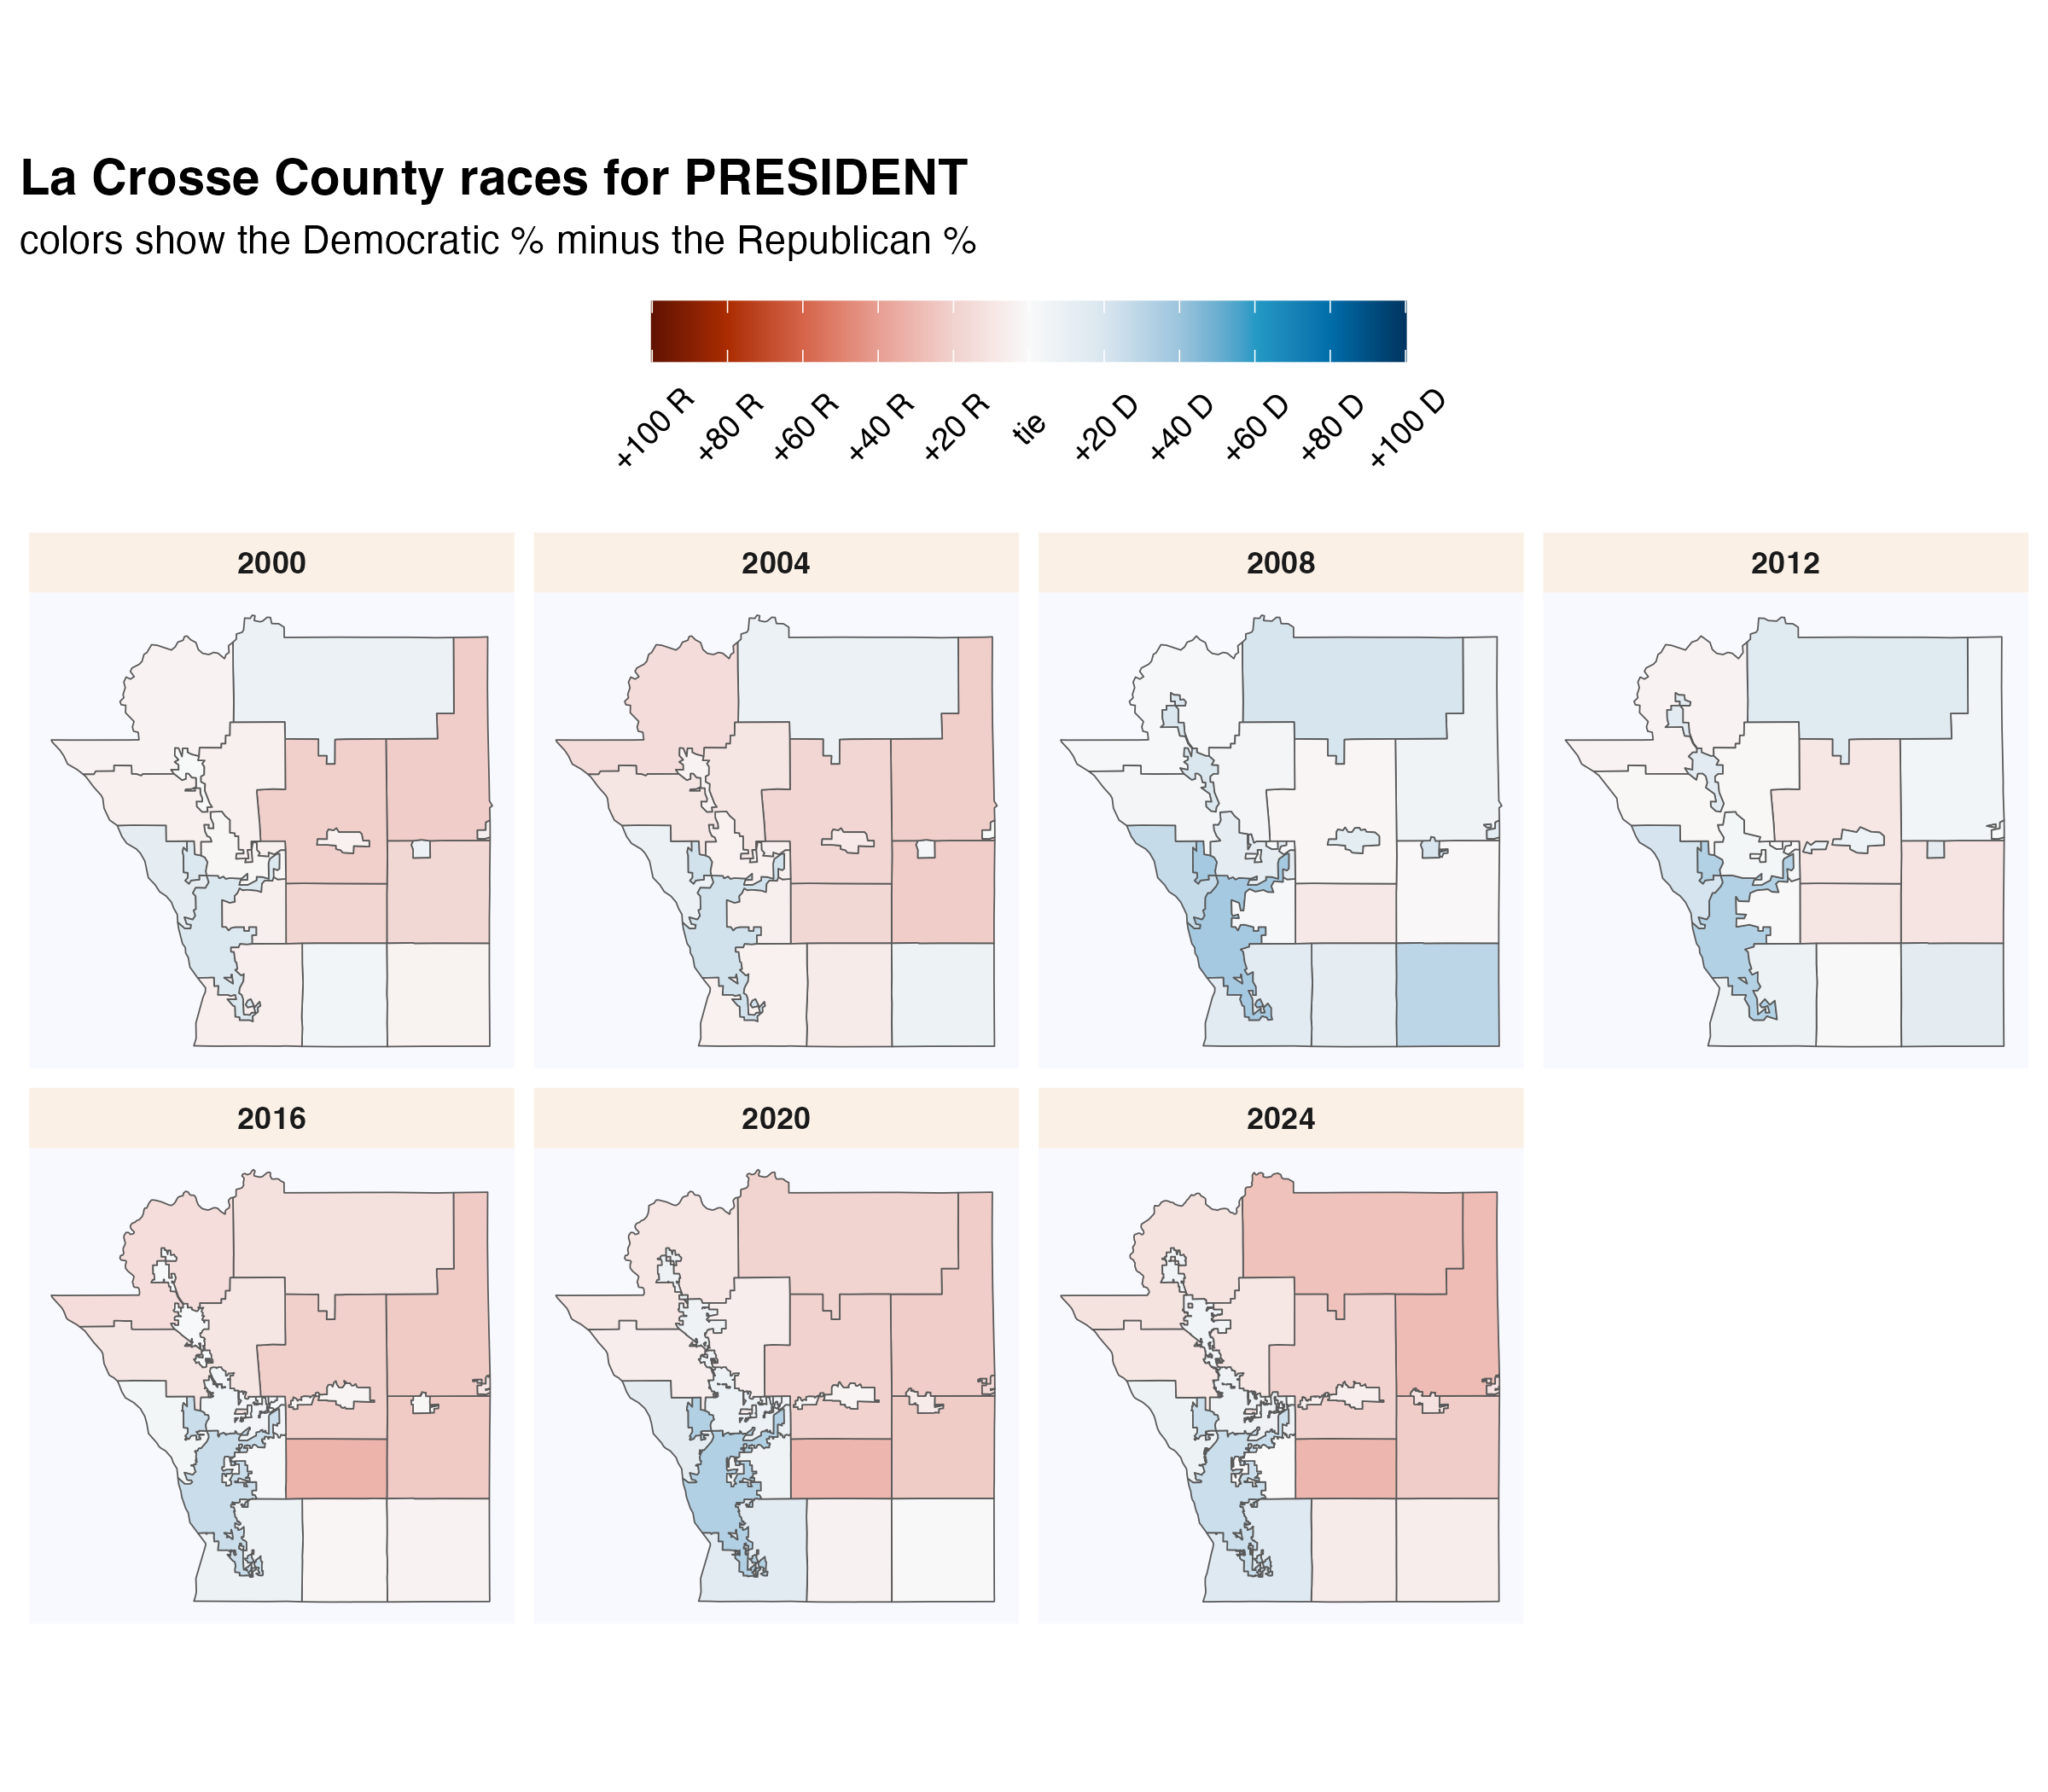 La Crosse County races for PRESIDENT
colors show the Democratic % minus the Republican %
+100 R +80 R +60 R +40 R +20 R tie +20 D +40 D +60 D +80 D +100 D
2000 2004 2008 2012
2016 2020 2024